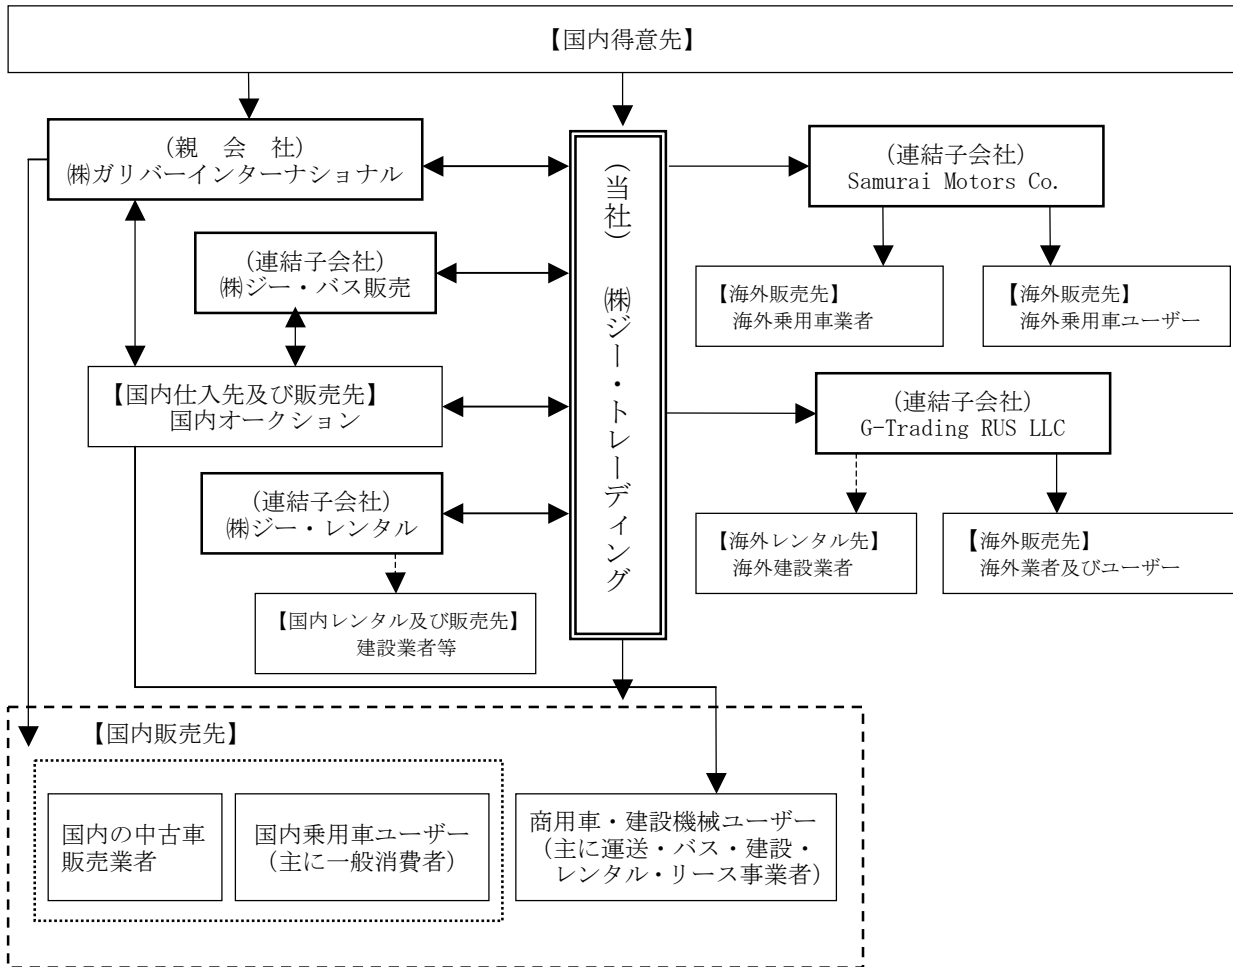 【国内得意先】
(親　会　社)
㈱ガリバーインターナショナル
(連結子会社)
㈱ジー・バス販売
【国内仕入先及び販売先】
国内オークション
(連結子会社)
㈱ジー・レンタル
【国内レンタル及び販売先】
建設業者等
(当社)　㈱ジー・トレーディング
(連結子会社)
Samurai Motors Co.
【海外販売先】
海外乗用車業者
【海外販売先】
海外乗用車ユーザー
(連結子会社)
G-Trading RUS LLC
【海外レンタル先】
海外建設業者
【海外販売先】
海外業者及びユーザー
【国内販売先】
国内の中古車
販売業者
国内乗用車ユーザー
(主に一般消費者)
商用車・建設機械ユーザー
(主に運送・バス・建設・
レンタル・リース事業者)